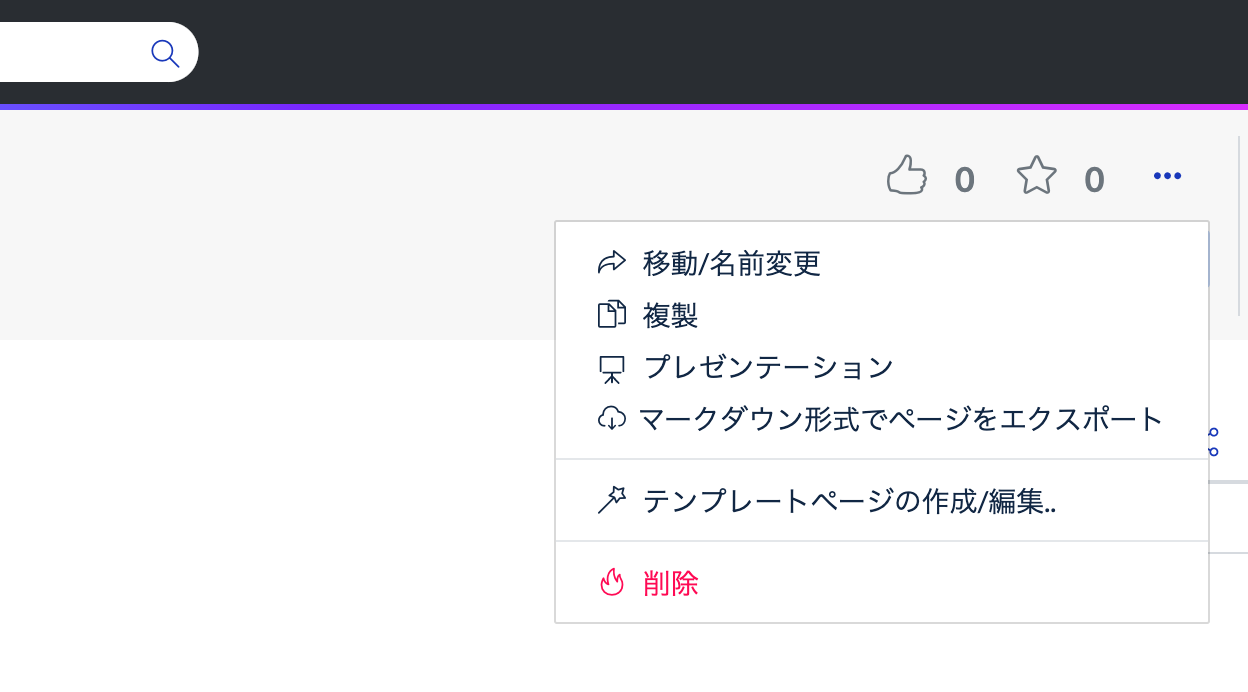 0 0
移動/名前変更
複製
プレゼンテーション
マークダウン形式でページをエクスポート
テンプレートページの作成/編集..
削除